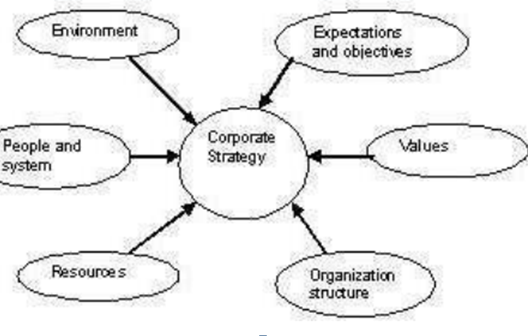 Environment
Expectations
and objectives
People and
system
Corporate
Strategy
Values
Resources
Organization
structure